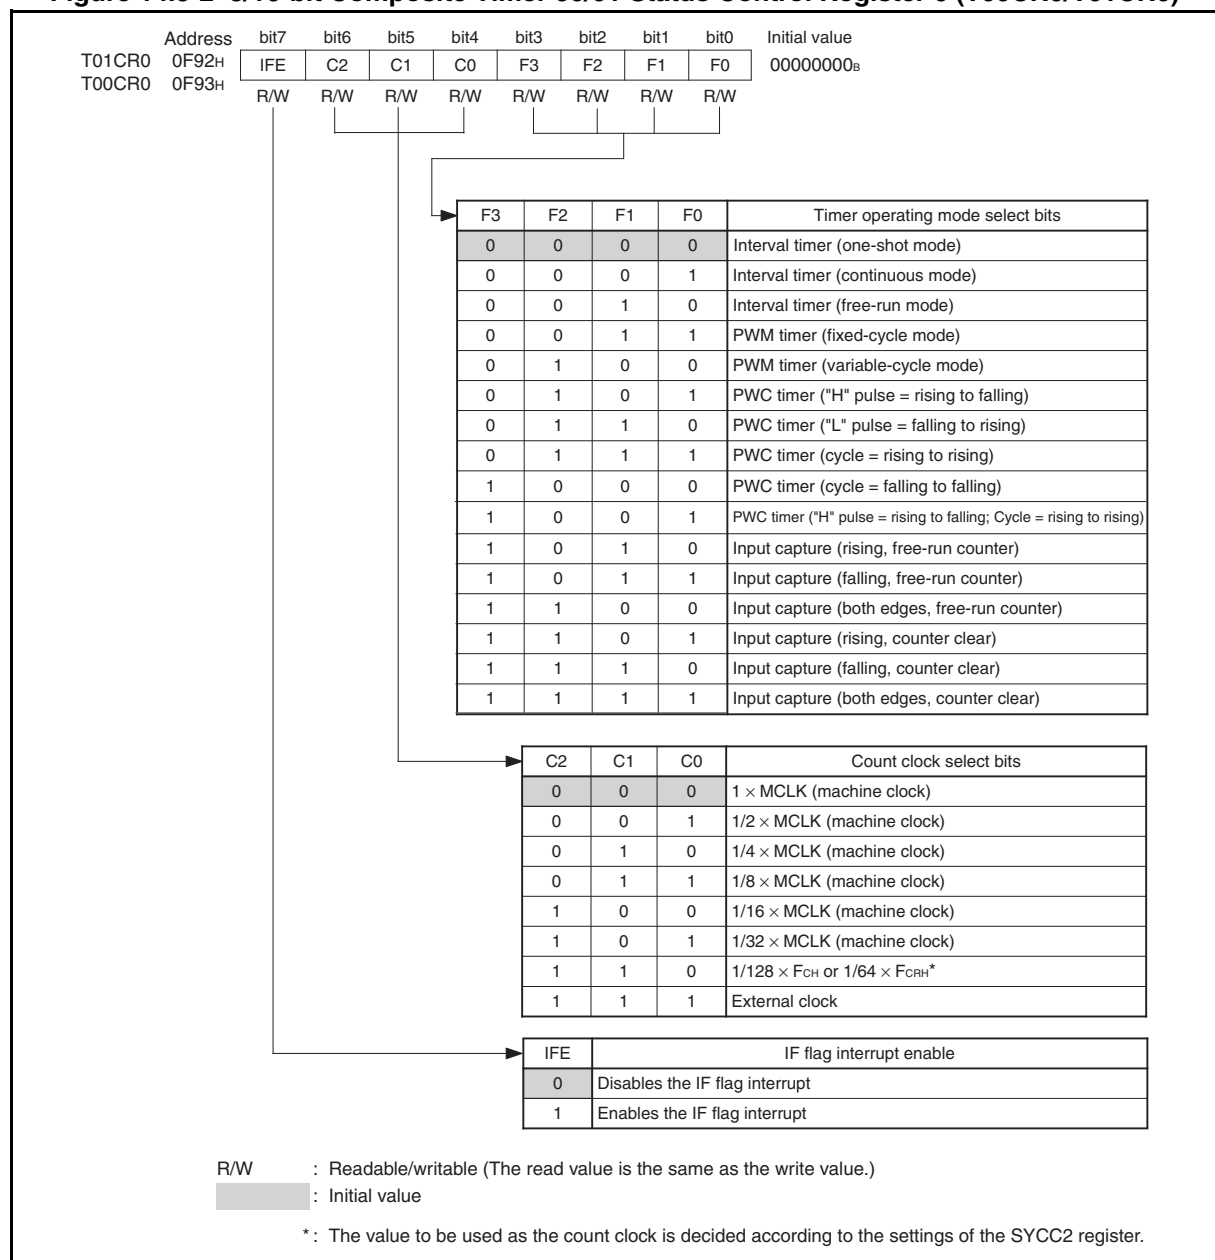 Address bit7 bit6 bit5 bit4 bit3 bit2 bit1 bit0 Initial value
T01CR0 0F92H IFE C2 C1 C0 F3 F2 F1 F0 00000000B
T00CR0 0F93H
R/W R/W R/W R/W R/W R/W R/W R/W
F3 F2 F1 F0 Timer operating mode select bits
0 0 0 0 Interval timer (one-shot mode)
0 0 0 1 Interval timer (continuous mode)
0 0 1 0 Interval timer (free-run mode)
0 0 1 1 PWM timer (fixed-cycle mode)
0 1 0 0 PWM timer (variable-cycle mode)
0 1 0 1 PWC timer ("H" pulse = rising to falling)
0 1 1 0 PWC timer ("L" pulse = falling to rising)
0 1 1 1 PWC timer (cycle = rising to rising)
1 0 0 0 PWC timer (cycle = falling to falling)
1 0 0 1 PWC timer ("H" pulse = rising to falling; Cycle = rising to rising)
1 0 1 0 Input capture (rising, free-run counter)
1 0 1 1 Input capture (falling, free-run counter)
1 1 0 0 Input capture (both edges, free-run counter)
1 1 0 1 Input capture (rising, counter clear)
1 1 1 0 Input capture (falling, counter clear)
1 1 1 1 Input capture (both edges, counter clear)
C2 C1 C0 Count clock select bits
0 0 0 1 × MCLK (machine clock)
0 0 1 1/2 × MCLK (machine clock)
0 1 0 1/4 × MCLK (machine clock)
0 1 1 1/8 × MCLK (machine clock)
1 0 0 1/16 × MCLK (machine clock)
1 0 1 1/32 × MCLK (machine clock)
1 1 0 1/128 × FCH or 1/64 × FCRH*
1 1 1 External clock
IFE IF flag interrupt enable
0 Disables the IF flag interrupt
1 Enables the IF flag interrupt
R/W : Readable/writable (The read value is the same as the write value.)
: Initial value
* : The value to be used as the count clock is decided according to the settings of the SYCC2 register.